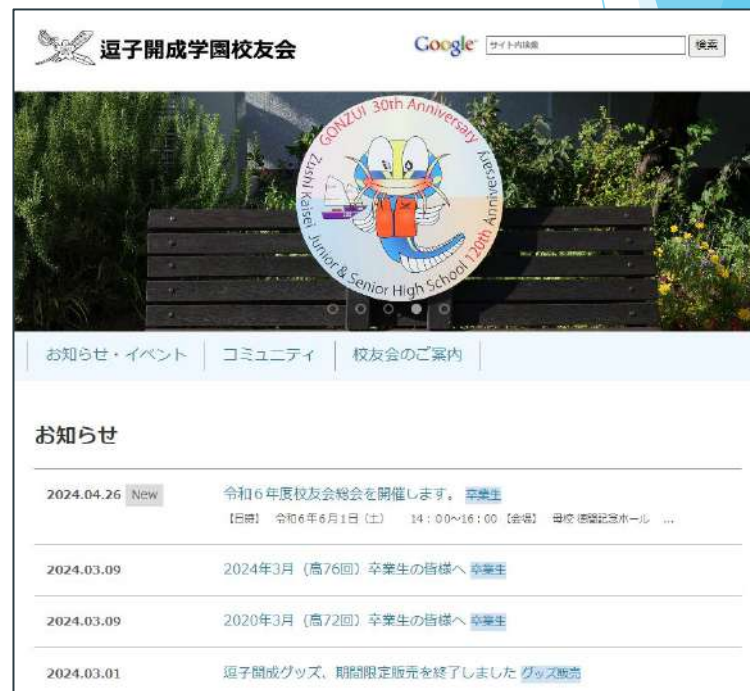 逗子開成学園校友会
Google サイト内検索 検索
GONZUI 30th Anniversary
Zushi Kaisei Junior & Senior High School 120th Anniversary
お知らせ・イベント コミュニティ 校友会のご案内
お知らせ
2024.04.26 New 令和6年度校友会総会を開催します。 卒業生
【日時】 令和6年6月1日（土） 14：00～16：00 【会場】 母校 徳間記念ホール ...
2024.03.09 2024年3月（高76回）卒業生の皆様へ 卒業生
2024.03.09 2020年3月（高72回）卒業生の皆様へ 卒業生
2024.03.01 逗子開成グッズ、期間限定販売を終了しました グッズ販売